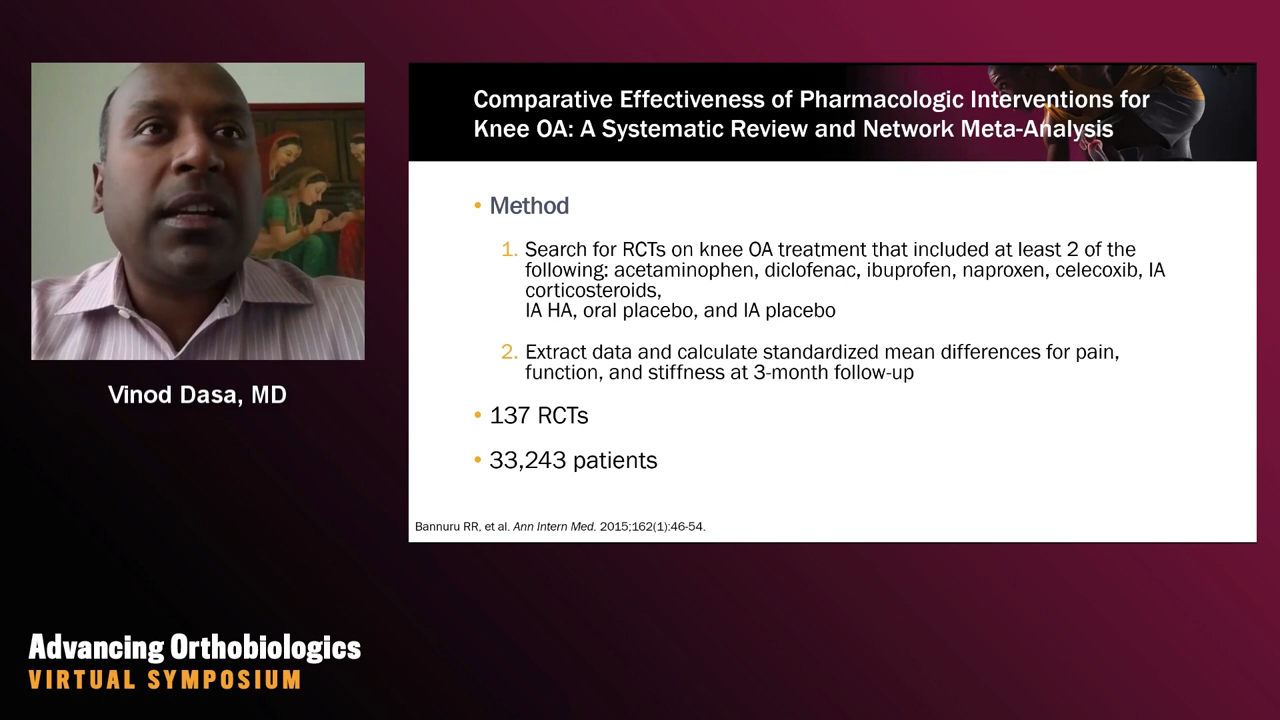 Comparative Effectiveness of Pharmacologic Interventions for
Knee OA: A Systematic Review and Network Meta-Analysis
• Method
1. Search for RCTs on knee OA treatment that included at least 2 of the
following: acetaminophen, diclofenac, ibuprofen, naproxen, celecoxib, IA
corticosteroids,
IA HA, oral placebo, and IA placebo
2. Extract data and calculate standardized mean differences for pain,
function, and stiffness at 3-month follow-up
• 137 RCTs
• 33,243 patients
Bannuru RR, et al. Ann Intern Med. 2015;162(1):46-54.
Vinod Dasa, MD
Advancing Orthobiologics
VIRTUAL SYMPOSIUM